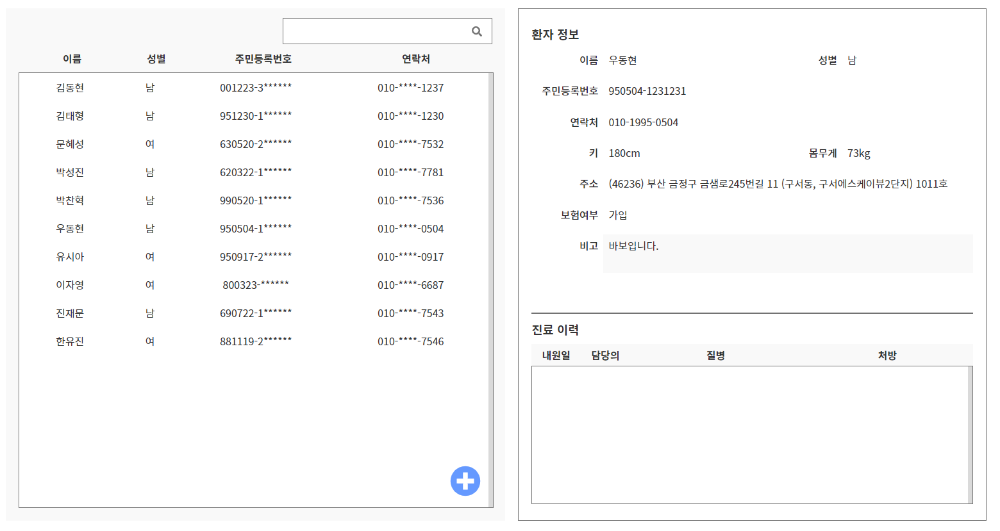 이름 성별 주민등록번호 연락처
김동현 남 001223-3****** 010-****-1237
김태형 남 951230-1****** 010-****-1230
문혜성 여 630520-2****** 010-****-7532
박성진 남 620322-1****** 010-****-7781
박찬혁 남 990520-1****** 010-****-7536
우동현 남 950504-1****** 010-****-0504
유시아 여 950917-2****** 010-****-0917
이자영 여 800323-****** 010-****-6687
진재문 남 690722-1****** 010-****-7543
한유진 여 881119-2****** 010-****-7546
환자 정보
이름 우동현 성별 남
주민등록번호 950504-1231231
연락처 010-1995-0504
키 180cm 몸무게 73kg
주소 (46236) 부산 금정구 금샘로245번길 11 (구서동, 구서에스케이뷰2단지) 1011호
보험여부 가입
비고 바보입니다.
진료 이력
내원일 담당의 질병 처방